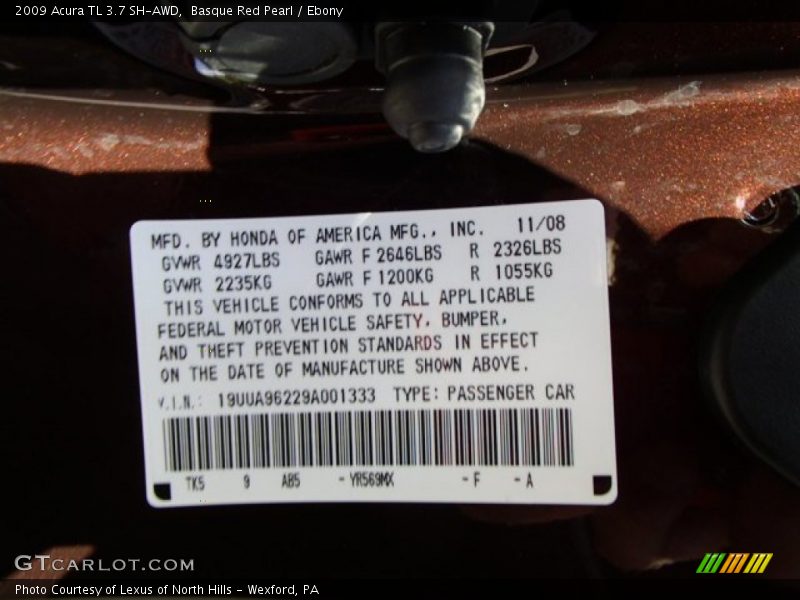 2009 Acura TL 3.7 SH-AWD,  Basque Red Pearl / Ebony
MFD. BY HONDA OF AMERICA MFG., INC. 11/08
GVWR 4927LBS GAWR F 2646LBS R 2326LBS
GVWR 2235KG GAWR F 1200KG R 1055KG
THIS VEHICLE CONFORMS TO ALL APPLICABLE
FEDERAL MOTOR VEHICLE SAFETY, BUMPER,
AND THEFT PREVENTION STANDARDS IN EFFECT
ON THE DATE OF MANUFACTURE SHOWN ABOVE.
V.I.N.: 19UUA96229A001333 TYPE: PASSENGER CAR
TK5 9 AB5 - YR569MX - F - A
GTCARLOT.COM
Photo Courtesy of Lexus of North Hills - Wexford, PA